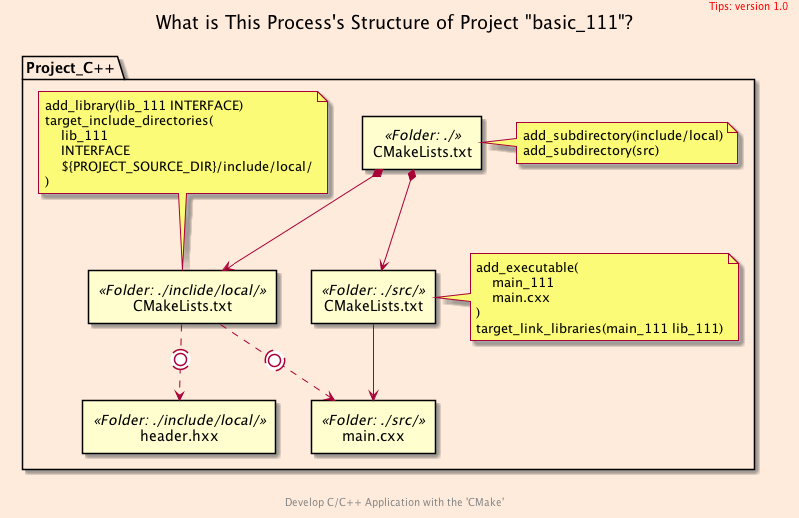 Tips: version 1.0
What is This Process's Structure of Project "basic_111"?
Project_C++
add_library(lib_111 INTERFACE)
target_include_directories(
lib_111
INTERFACE
${PROJECT_SOURCE_DIR}/include/local/
)
«Folder: ./»
CMakeLists.txt
add_subdirectory(include/local)
add_subdirectory(src)
«Folder: ./inclide/local/»
CMakeLists.txt
«Folder: ./src/»
CMakeLists.txt
add_executable(
main_111
main.cxx
)
target_link_libraries(main_111 lib_111)
«Folder: ./include/local/»
header.hxx
«Folder: ./src/»
main.cxx
Develop C/C++ Application with the 'CMake'